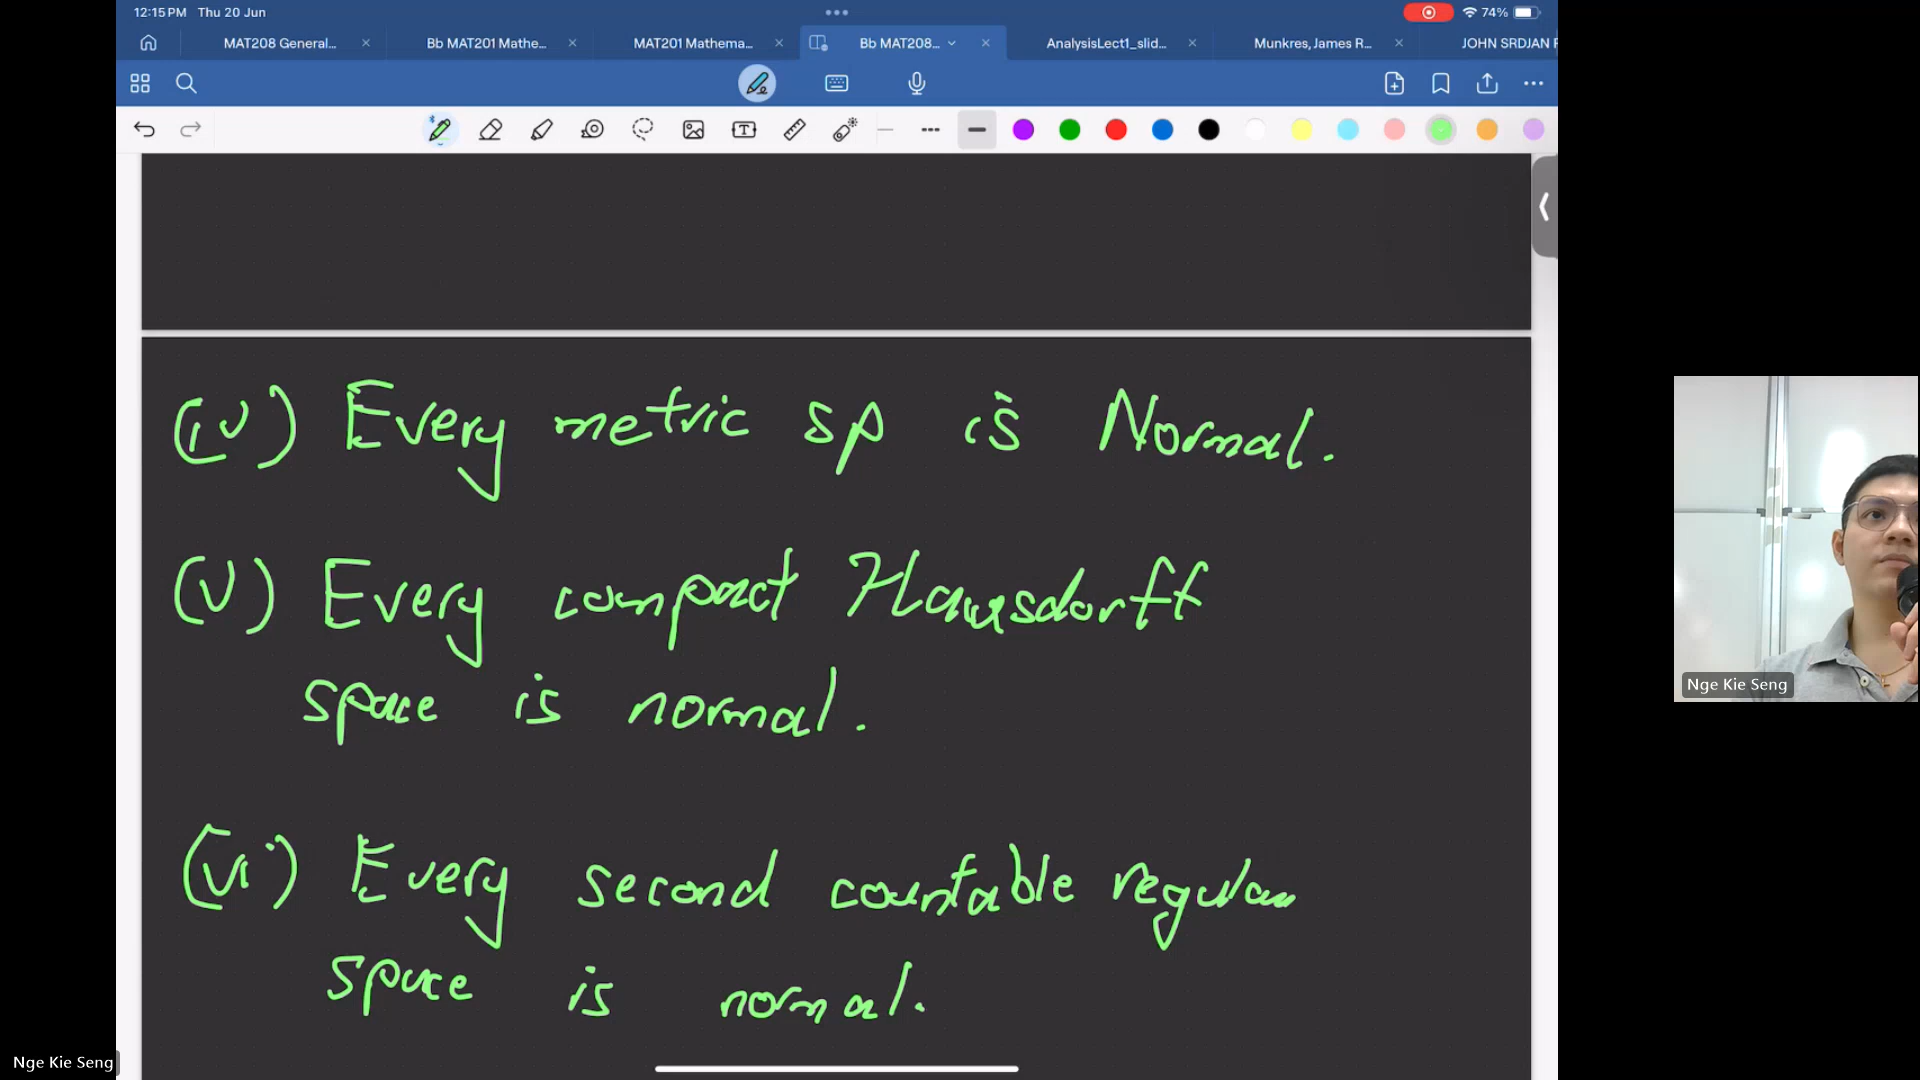 12:15 PM Thu 20 Jun
74%
MAT208 General...
Bb MAT201 Mathe...
MAT201 Mathema...
Bb MAT208...
AnalysisLect1_slid...
Munkres, James R...
JOHN SRDJAN
(iv) Every metric sp is Normal.
(v) Every compact Hausdorff
space is normal.
(vi) Every second countable regular
space is normal.
Nge Kie Seng
Nge Kie Seng